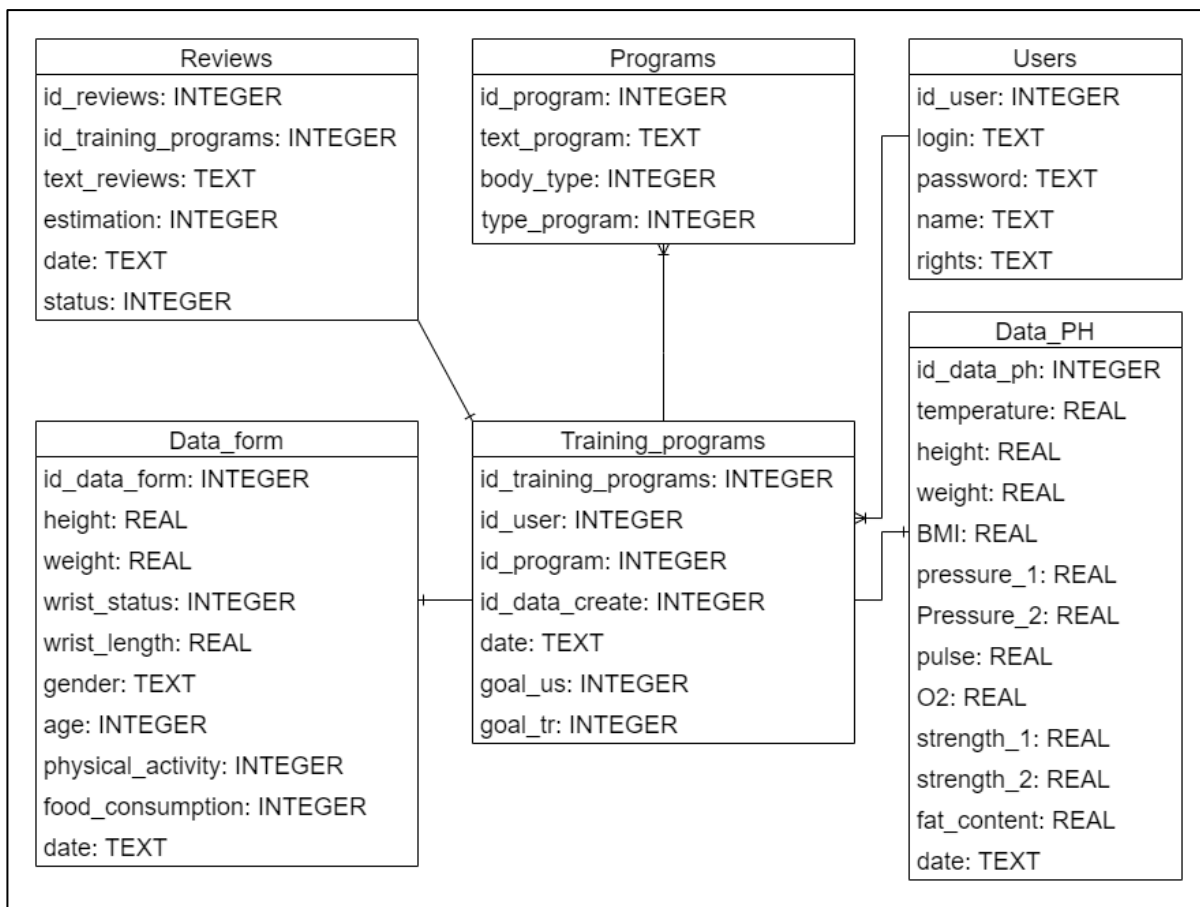 Reviews
id_reviews: INTEGER
id_training_programs: INTEGER
text_reviews: TEXT
estimation: INTEGER
date: TEXT
status: INTEGER
Programs
id_program: INTEGER
text_program: TEXT
body_type: INTEGER
type_program: INTEGER
Users
id_user: INTEGER
login: TEXT
password: TEXT
name: TEXT
rights: TEXT
Data_form
id_data_form: INTEGER
height: REAL
weight: REAL
wrist_status: INTEGER
wrist_length: REAL
gender: TEXT
age: INTEGER
physical_activity: INTEGER
food_consumption: INTEGER
date: TEXT
Training_programs
id_training_programs: INTEGER
id_user: INTEGER
id_program: INTEGER
id_data_create: INTEGER
date: TEXT
goal_us: INTEGER
goal_tr: INTEGER
Data_PH
id_data_ph: INTEGER
temperature: REAL
height: REAL
weight: REAL
BMI: REAL
pressure_1: REAL
Pressure_2: REAL
pulse: REAL
O2: REAL
strength_1: REAL
strength_2: REAL
fat_content: REAL
date: TEXT